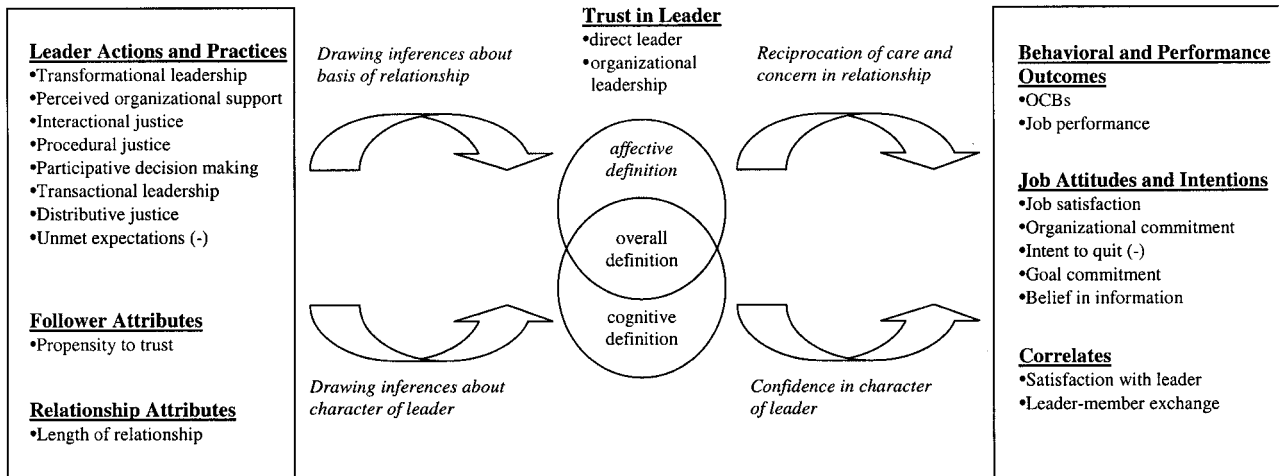 Leader Actions and Practices
•Transformational leadership
•Perceived organizational support
•Interactional justice
•Procedural justice
•Participative decision making
•Transactional leadership
•Distributive justice
•Unmet expectations (-)
Follower Attributes
•Propensity to trust
Relationship Attributes
•Length of relationship
Drawing inferences about
basis of relationship
Drawing inferences about
character of leader
Trust in Leader
•direct leader
•organizational
leadership
affective
definition
overall
definition
cognitive
definition
Reciprocation of care and
concern in relationship
Confidence in character
of leader
Behavioral and Performance
Outcomes
•OCBs
•Job performance
Job Attitudes and Intentions
•Job satisfaction
•Organizational commitment
•Intent to quit (-)
•Goal commitment
•Belief in information
Correlates
•Satisfaction with leader
•Leader-member exchange